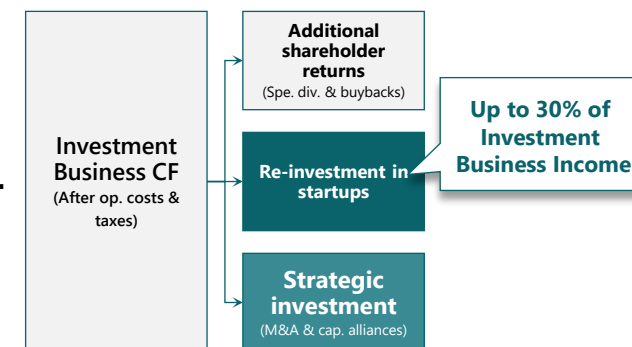 Investment
Business CF
(After op. costs &
taxes)
Additional
shareholder
returns
(Spe. div. & buybacks)
Re-investment in
startups
Up to 30% of
Investment
Business Income
Strategic
investment
(M&A & cap. alliances)